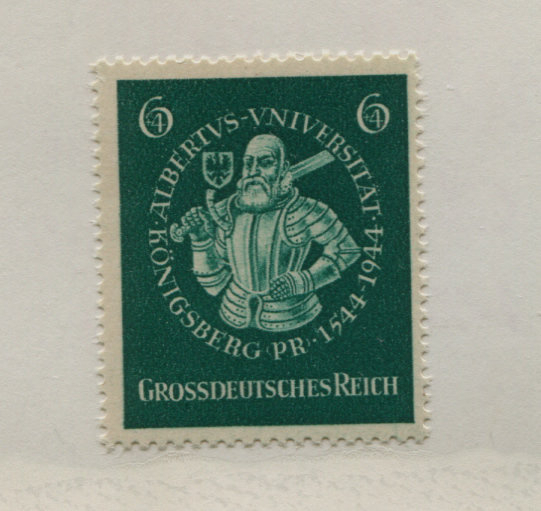 6+4 6+4
ALBERTVS-VNIVERSITÄT · KÖNIGSBERG PR · 1544-1944
GROSSDEUTSCHES REICH